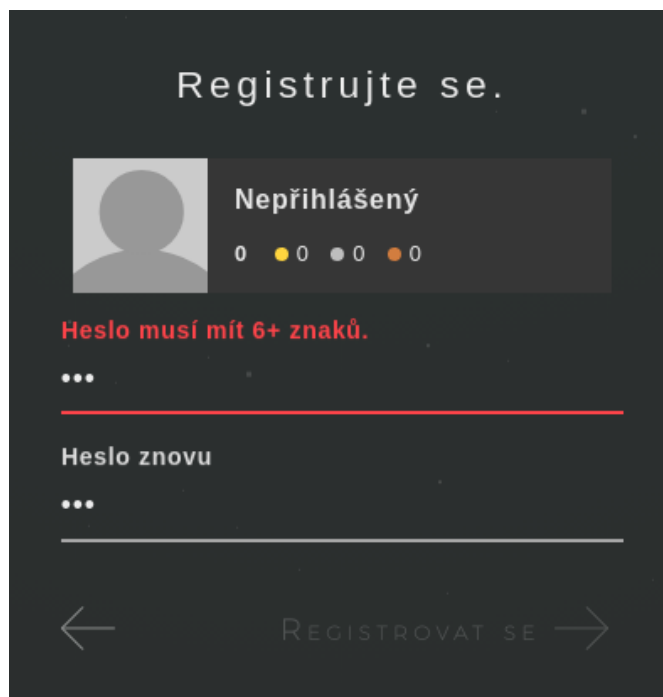 Registrujte se.
Nepřihlášený
0 0 0 0
Heslo musí mít 6+ znaků.
•••
Heslo znovu
•••
Registrovat se